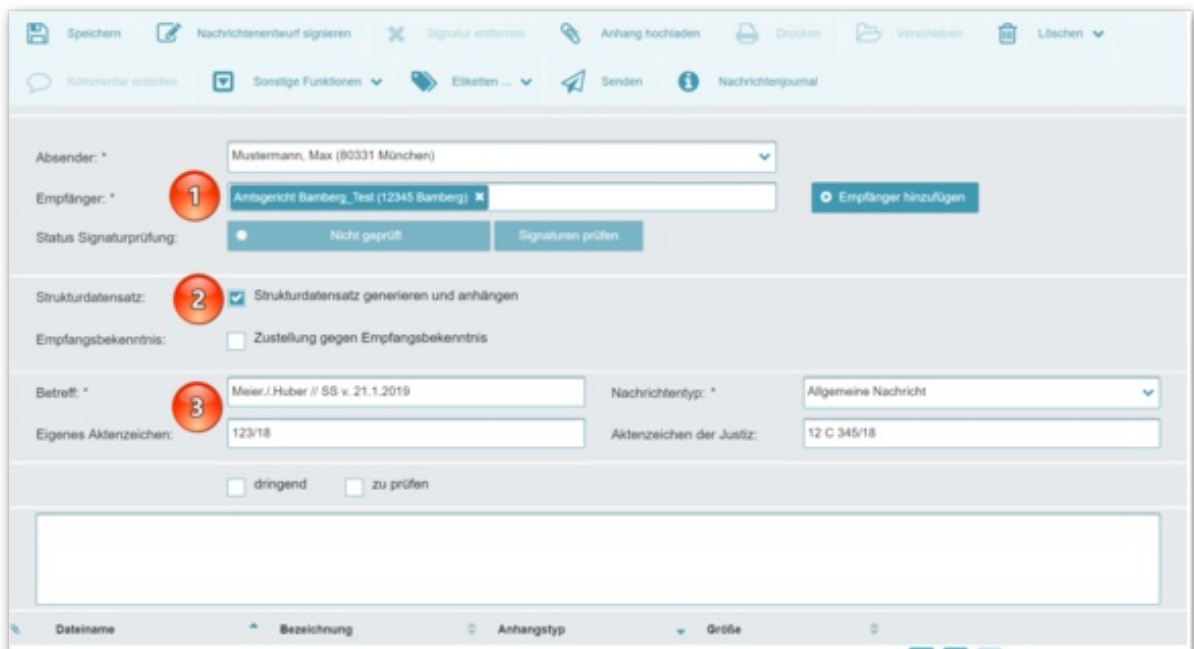 Speichern Nachrichtenentwurf signieren Signatur entfernen Anhang hochladen Drucken Verschieben Löschen
Kommentar erstellen Sonstige Funktionen Etiketten ... Senden Nachrichtenjournal
Absender: * Mustermann, Max (80331 München)
Empfänger: * 1 Amtsgericht Bamberg_Test (12345 Bamberg) Empfänger hinzufügen
Status Signaturprüfung: Nicht geprüft Signaturen prüfen
Strukturdatensatz: 2 Strukturdatensatz generieren und anhängen
Empfangsbekenntnis: Zustellung gegen Empfangsbekenntnis
Betreff: * Meier./.Huber // SS v. 21.1.2019 Nachrichtentyp: * Allgemeine Nachricht
3
Eigenes Aktenzeichen: 123/18 Aktenzeichen der Justiz: 12 C 345/18
dringend zu prüfen
Dateiname Bezeichnung Anhangstyp Größe